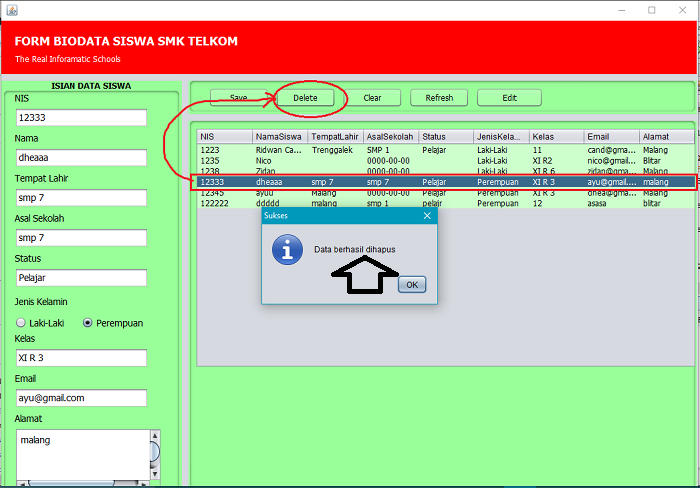 FORM BIODATA SISWA SMK TELKOM
The Real Inforamatic Schools
ISIAN DATA SISWA
NIS
12333
Nama
dheaaa
Tempat Lahir
smp 7
Asal Sekolah
smp 7
Status
Pelajar
Jenis Kelamin
Laki-Laki Perempuan
Kelas
XI R 3
Email
ayu@gmail.com
Alamat
malang
Save Delete Clear Refresh Edit
NIS NamaSiswa TempatLahir AsalSekolah Status JenisKela... Kelas Email Alamat
1223 Ridwan Ca... Trenggalek SMP 1 Pelajar Laki-Laki 11 cand@gma... Malang
1235 Nico 0000-00-00 Laki-Laki XI R2 nico@gmail... Blitar
1238 Zidan 0000-00-00 Laki-Laki XI R 6 zidan@gma... Malang
12333 dheaaa smp 7 smp 7 Pelajar Perempuan XI R 3 ayu@gmail.... malang
12345 ayuu Malang 0000-00-00 Pelajar Perempuan XI R 3 dhea@gmai... Malang
122222 ddddd malang smp 1 pelajr Perempuan 12 asasa blitar
Sukses
Data berhasil dihapus
OK